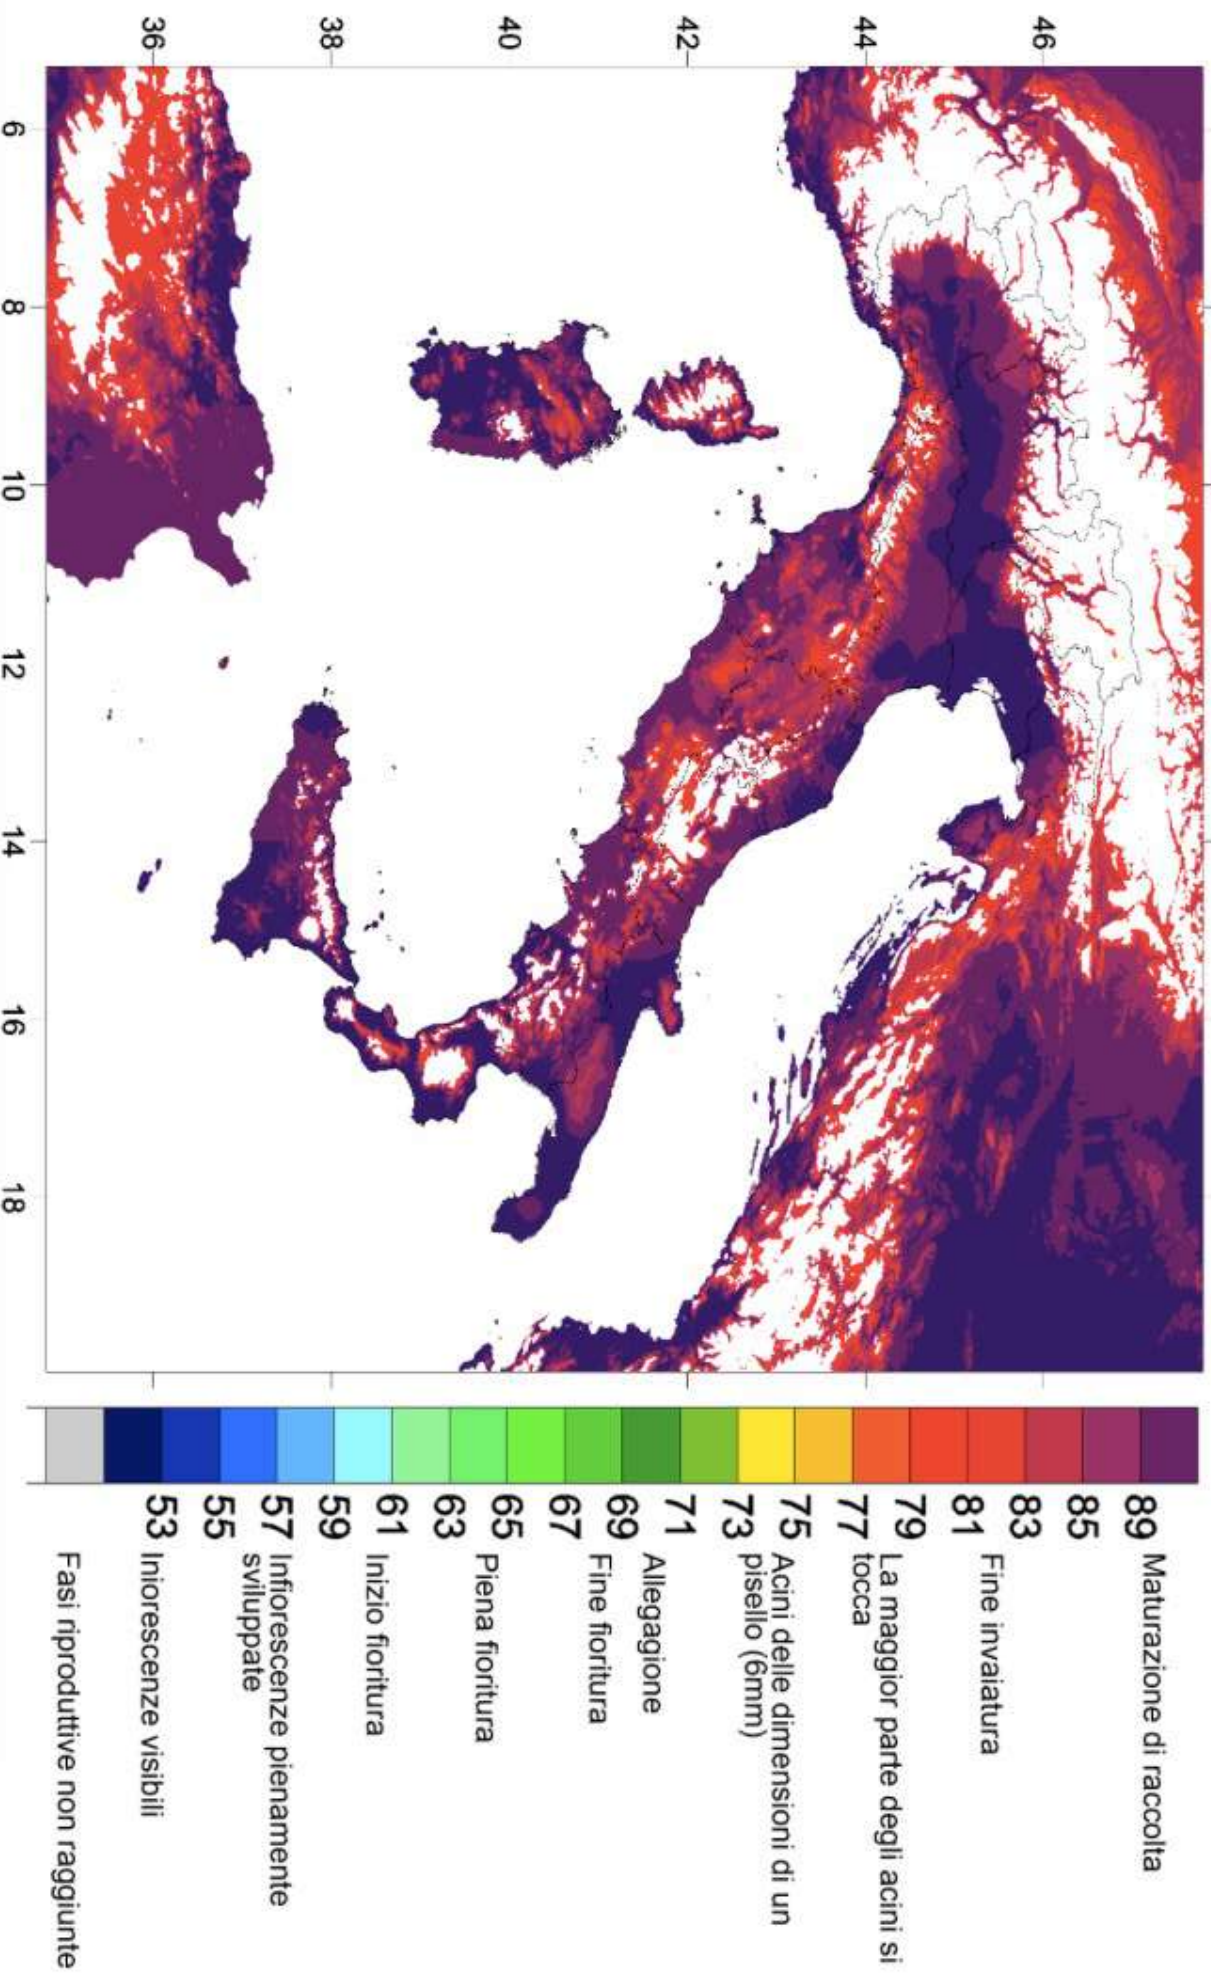 46
44
42
40
38
36
6
8
10
12
14
16
18
89 Maturazione di raccolta
85
83
Fine invaiatura
81
79 La maggior parte degli acini si
tocca
77
75 Acini delle dimensioni di un
73 pisello (6mm)
71
Allegagione
69
Fine fioritura
67
65
Piena fioritura
63
61
Inizio fioritura
59
57 Infiorescenze pienamente
sviluppate
55
53 Iniorescenze visibili
Fasi riproduttive non raggiunte